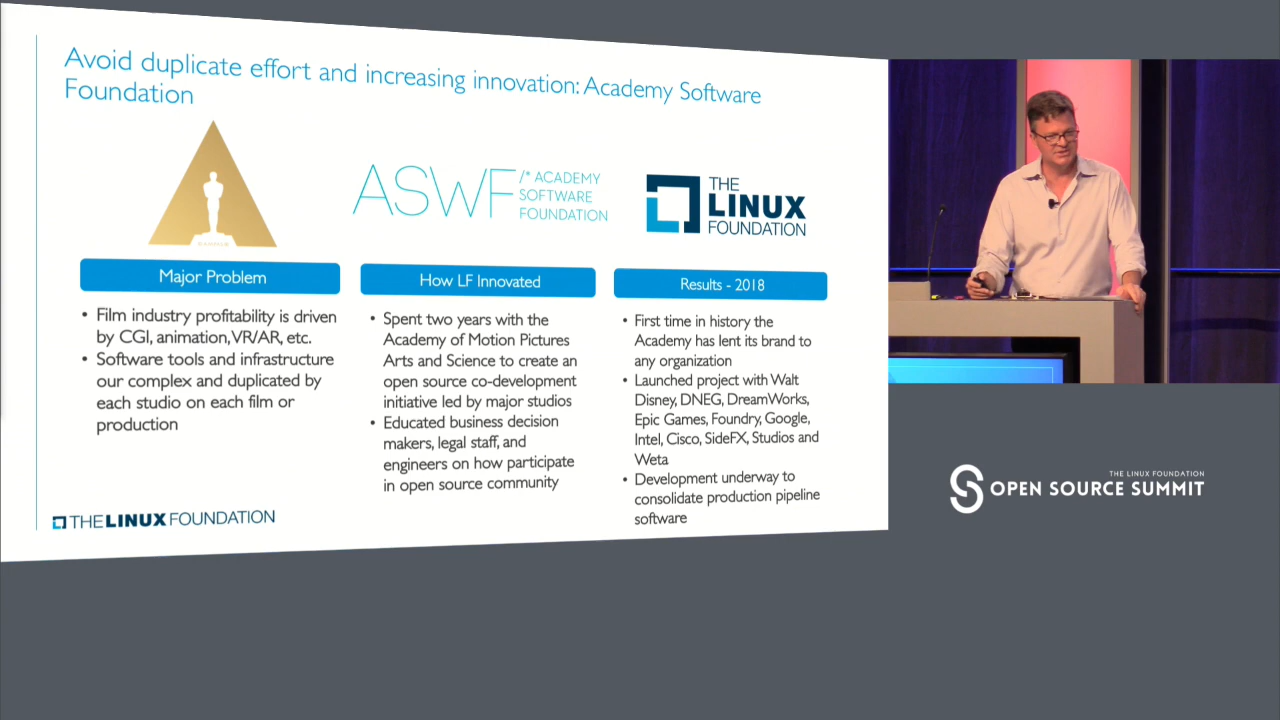 Avoid duplicate effort and increasing innovation: Academy Software
Foundation
ASWF
/* ACADEMY
SOFTWARE
FOUNDATION
THE
LINUX
FOUNDATION
Major Problem
• Film industry profitability is driven
by CGI, animation, VR/AR, etc.
• Software tools and infrastructure
our complex and duplicated by
each studio on each film or
production
How LF Innovated
• Spent two years with the
Academy of Motion Pictures
Arts and Science to create an
open source co-development
initiative led by major studios
• Educated business decision
makers, legal staff, and
engineers on how participate
in open source community
Results - 2018
• First time in history the
Academy has lent its brand to
any organization
• Launched project with Walt
Disney, DNEG, DreamWorks,
Epic Games, Foundry, Google,
Intel, Cisco, SideFX, Studios and
Weta
• Development underway to
consolidate production pipeline
software
THE LINUX FOUNDATION
THE LINUX FOUNDATION
OPEN SOURCE SUMMIT